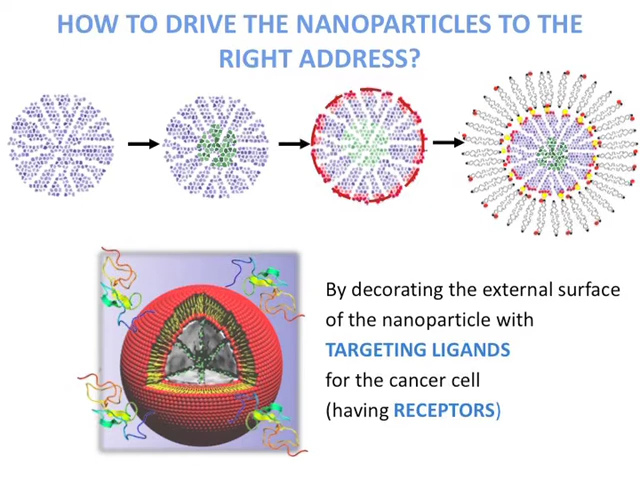 HOW TO DRIVE THE NANOPARTICLES TO THE
RIGHT ADDRESS?
By decorating the external surface
of the nanoparticle with
TARGETING LIGANDS
for the cancer cell
(having RECEPTORS)